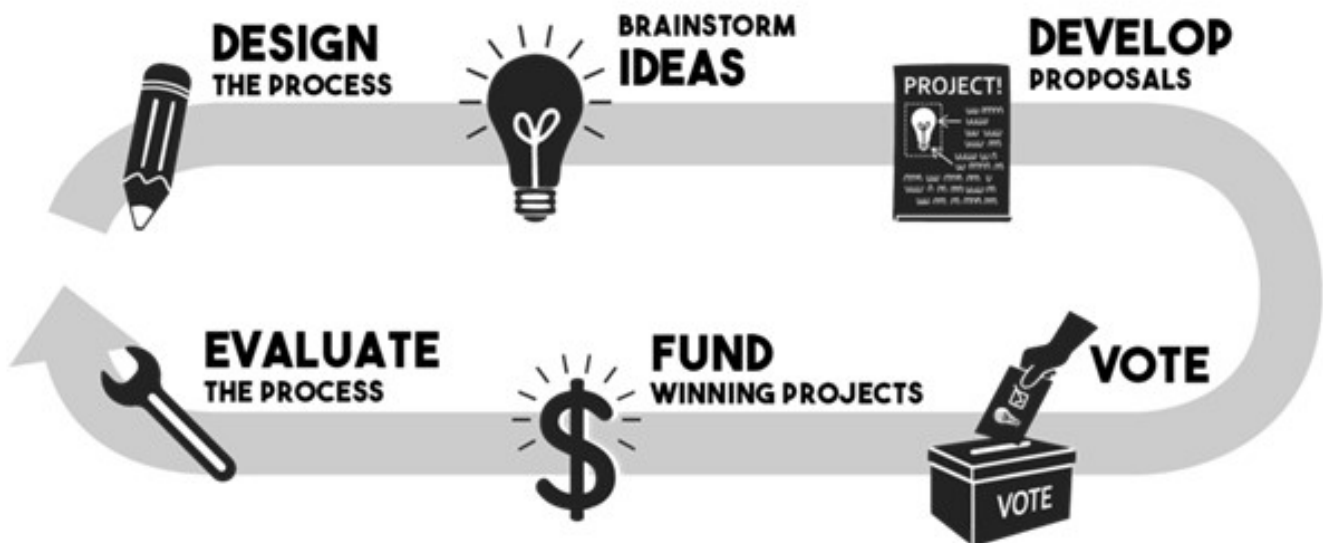 DESIGN
THE PROCESS
BRAINSTORM
IDEAS
DEVELOP
PROPOSALS
PROJECT!
VOTE
VOTE
FUND
WINNING PROJECTS
EVALUATE
THE PROCESS